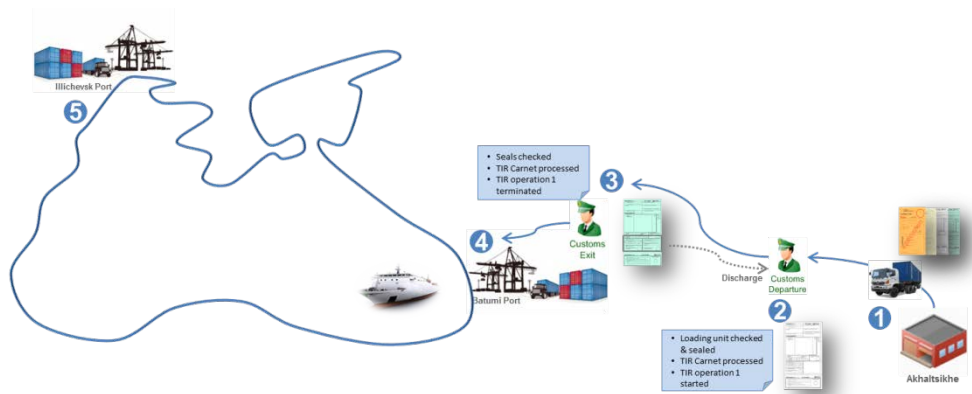 Illichevsk Port
5
• Seals checked
• TIR Carnet processed
• TIR operation 1
terminated
3
4
Customs
Exit
Batumi Port
Discharge
Customs
Departure
2
1
• Loading unit checked
& sealed
• TIR Carnet processed
• TIR operation 1
started
Akhaltsikhe